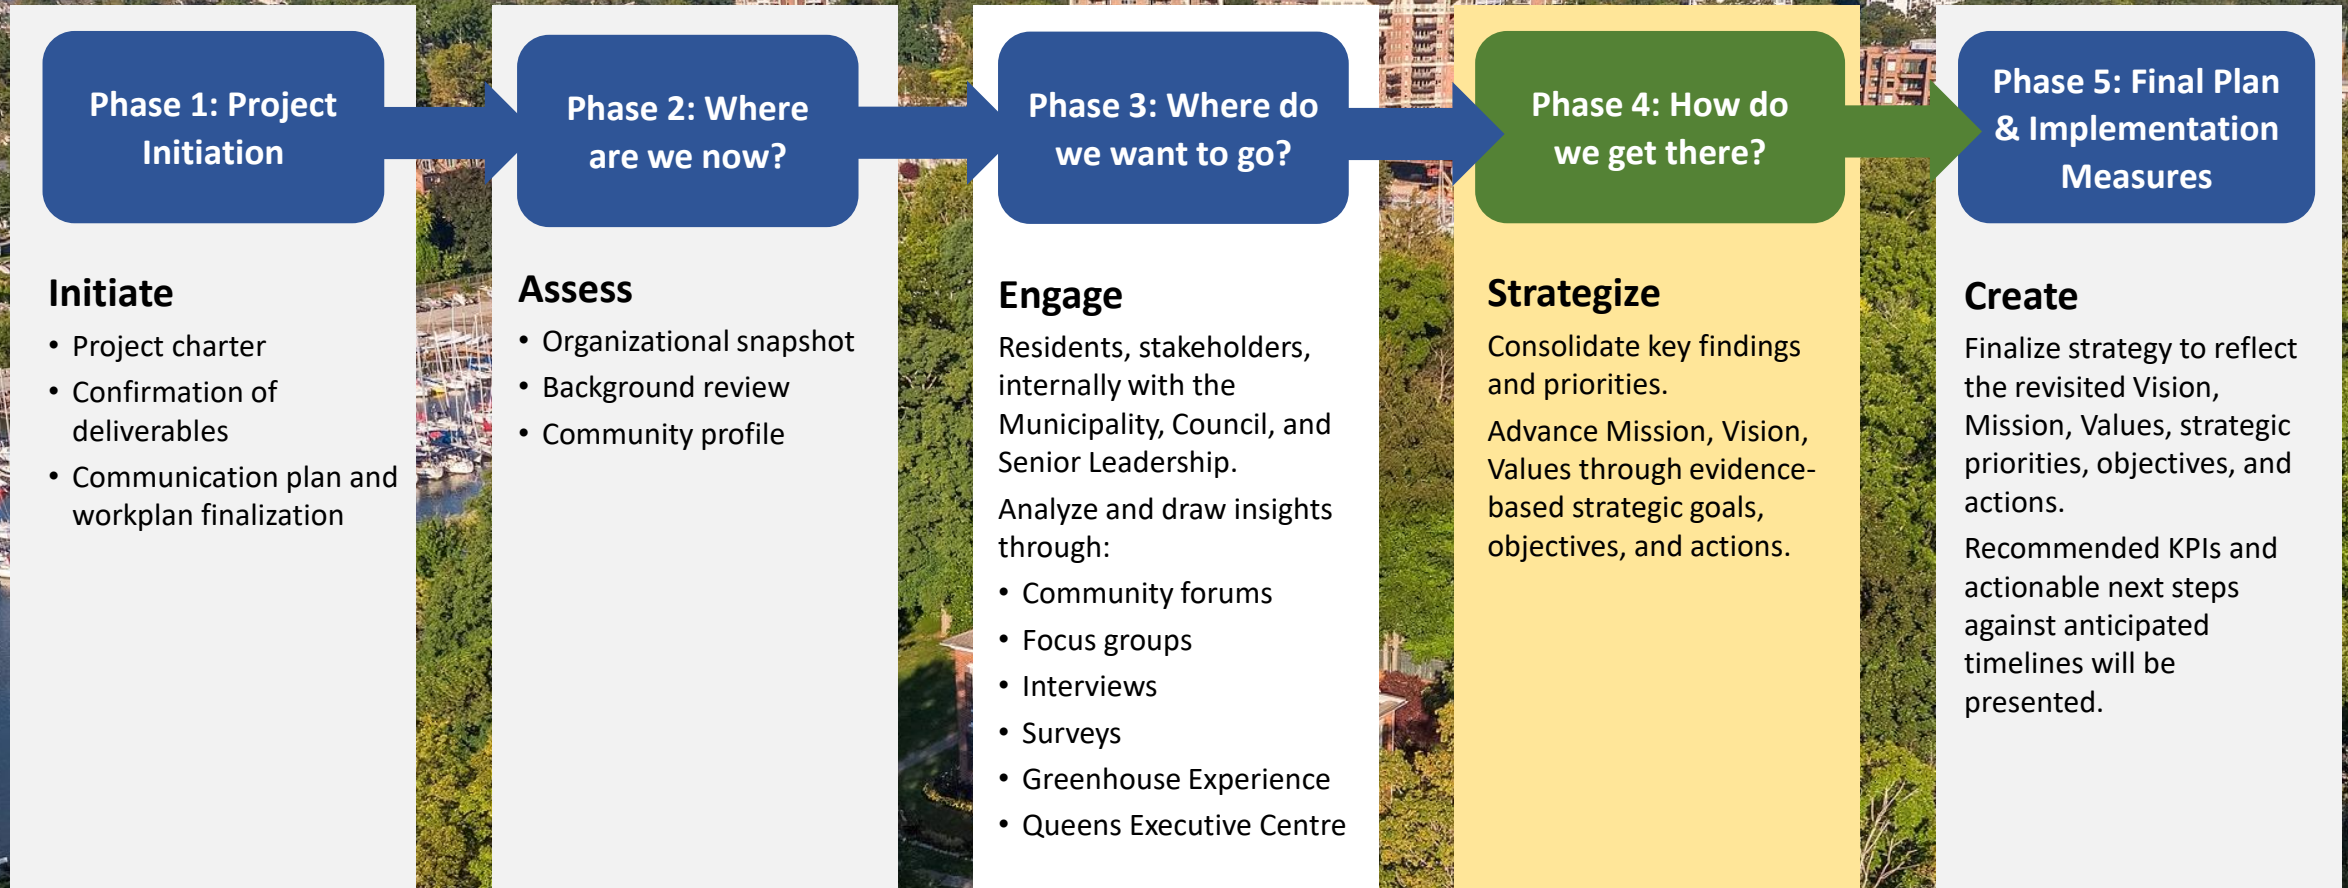 Phase 1: Project
Initiation
Initiate
• Project charter
• Confirmation of
deliverables
• Communication plan and
workplan finalization
Phase 2: Where
are we now?
Assess
• Organizational snapshot
• Background review
• Community profile
Phase 3: Where do
we want to go?
Engage
Residents, stakeholders,
internally with the
Municipality, Council, and
Senior Leadership.
Analyze and draw insights
through:
• Community forums
• Focus groups
• Interviews
• Surveys
• Greenhouse Experience
• Queens Executive Centre
Phase 4: How do
we get there?
Strategize
Consolidate key findings
and priorities.
Advance Mission, Vision,
Values through evidence-
based strategic goals,
objectives, and actions.
Phase 5: Final Plan
& Implementation
Measures
Create
Finalize strategy to reflect
the revisited Vision,
Mission, Values, strategic
priorities, objectives, and
actions.
Recommended KPIs and
actionable next steps
against anticipated
timelines will be
presented.